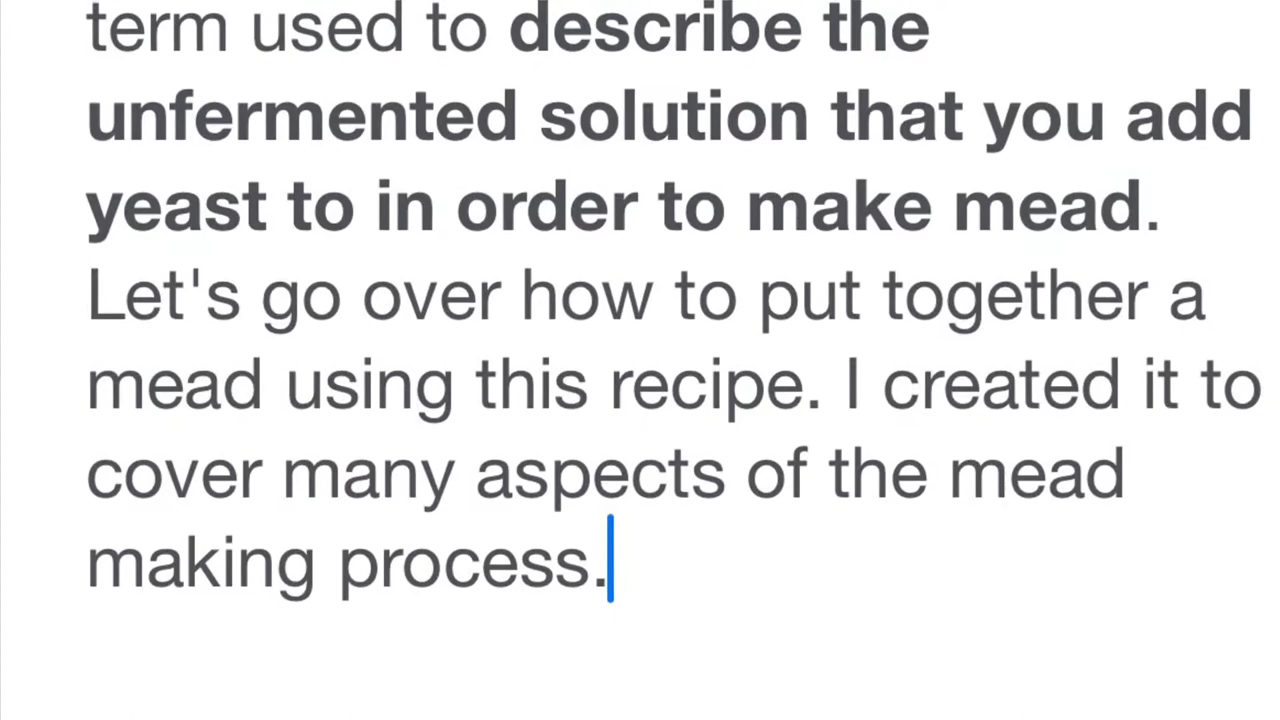 term used to describe the
unfermented solution that you add
yeast to in order to make mead.
Let's go over how to put together a
mead using this recipe. I created it to
cover many aspects of the mead
making process.